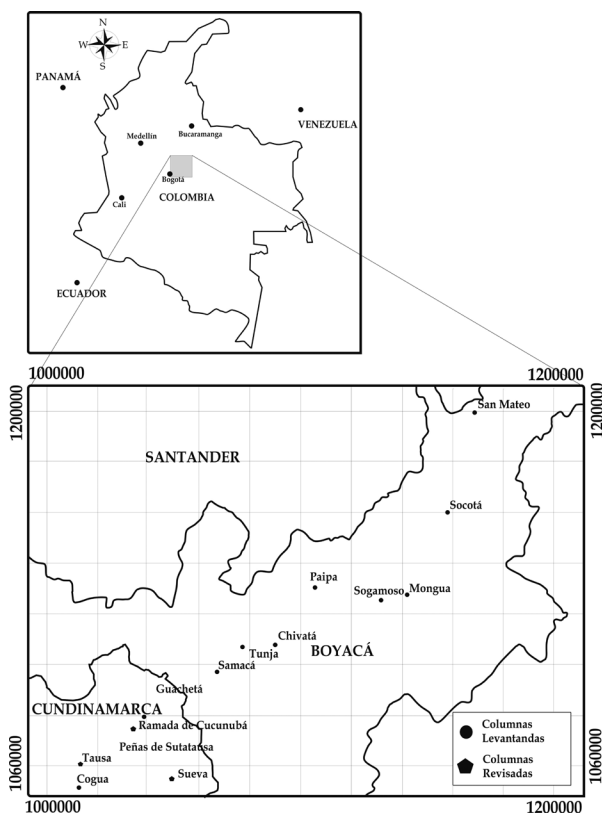 N
W E
S
PANAMÁ
VENEZUELA
Medellín
Bucaramanga
Bogotá
COLOMBIA
Cali
ECUADOR
1000000
1200000
1200000
1200000
San Mateo
SANTANDER
Socotá
Paipa
Sogamoso
Mongua
Chivatá
Tunja
BOYACÁ
Samacá
Guachetá
CUNDINAMARCA
Ramada de Cucunubá
Peñas de Sutatausa
Tausa
Sueva
Cogua
Columnas
Levantandas
Columnas
Revisadas
1060000
1060000
1000000
1200000